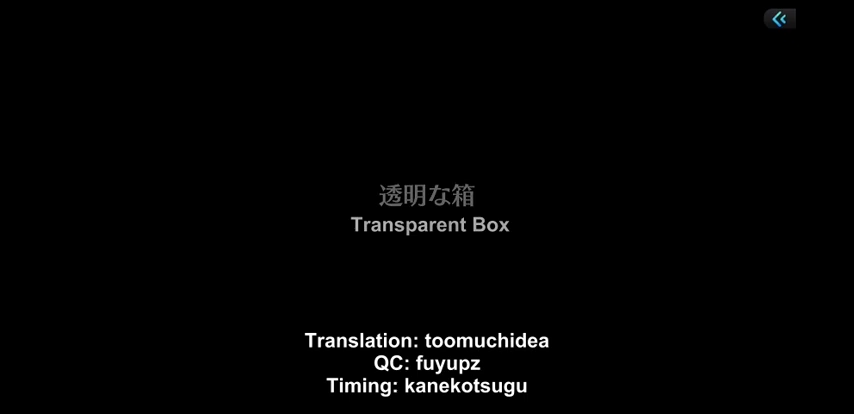 透明な箱
Transparent Box
Translation: toomuchidea
QC: fuyupz
Timing: kanekotsugu